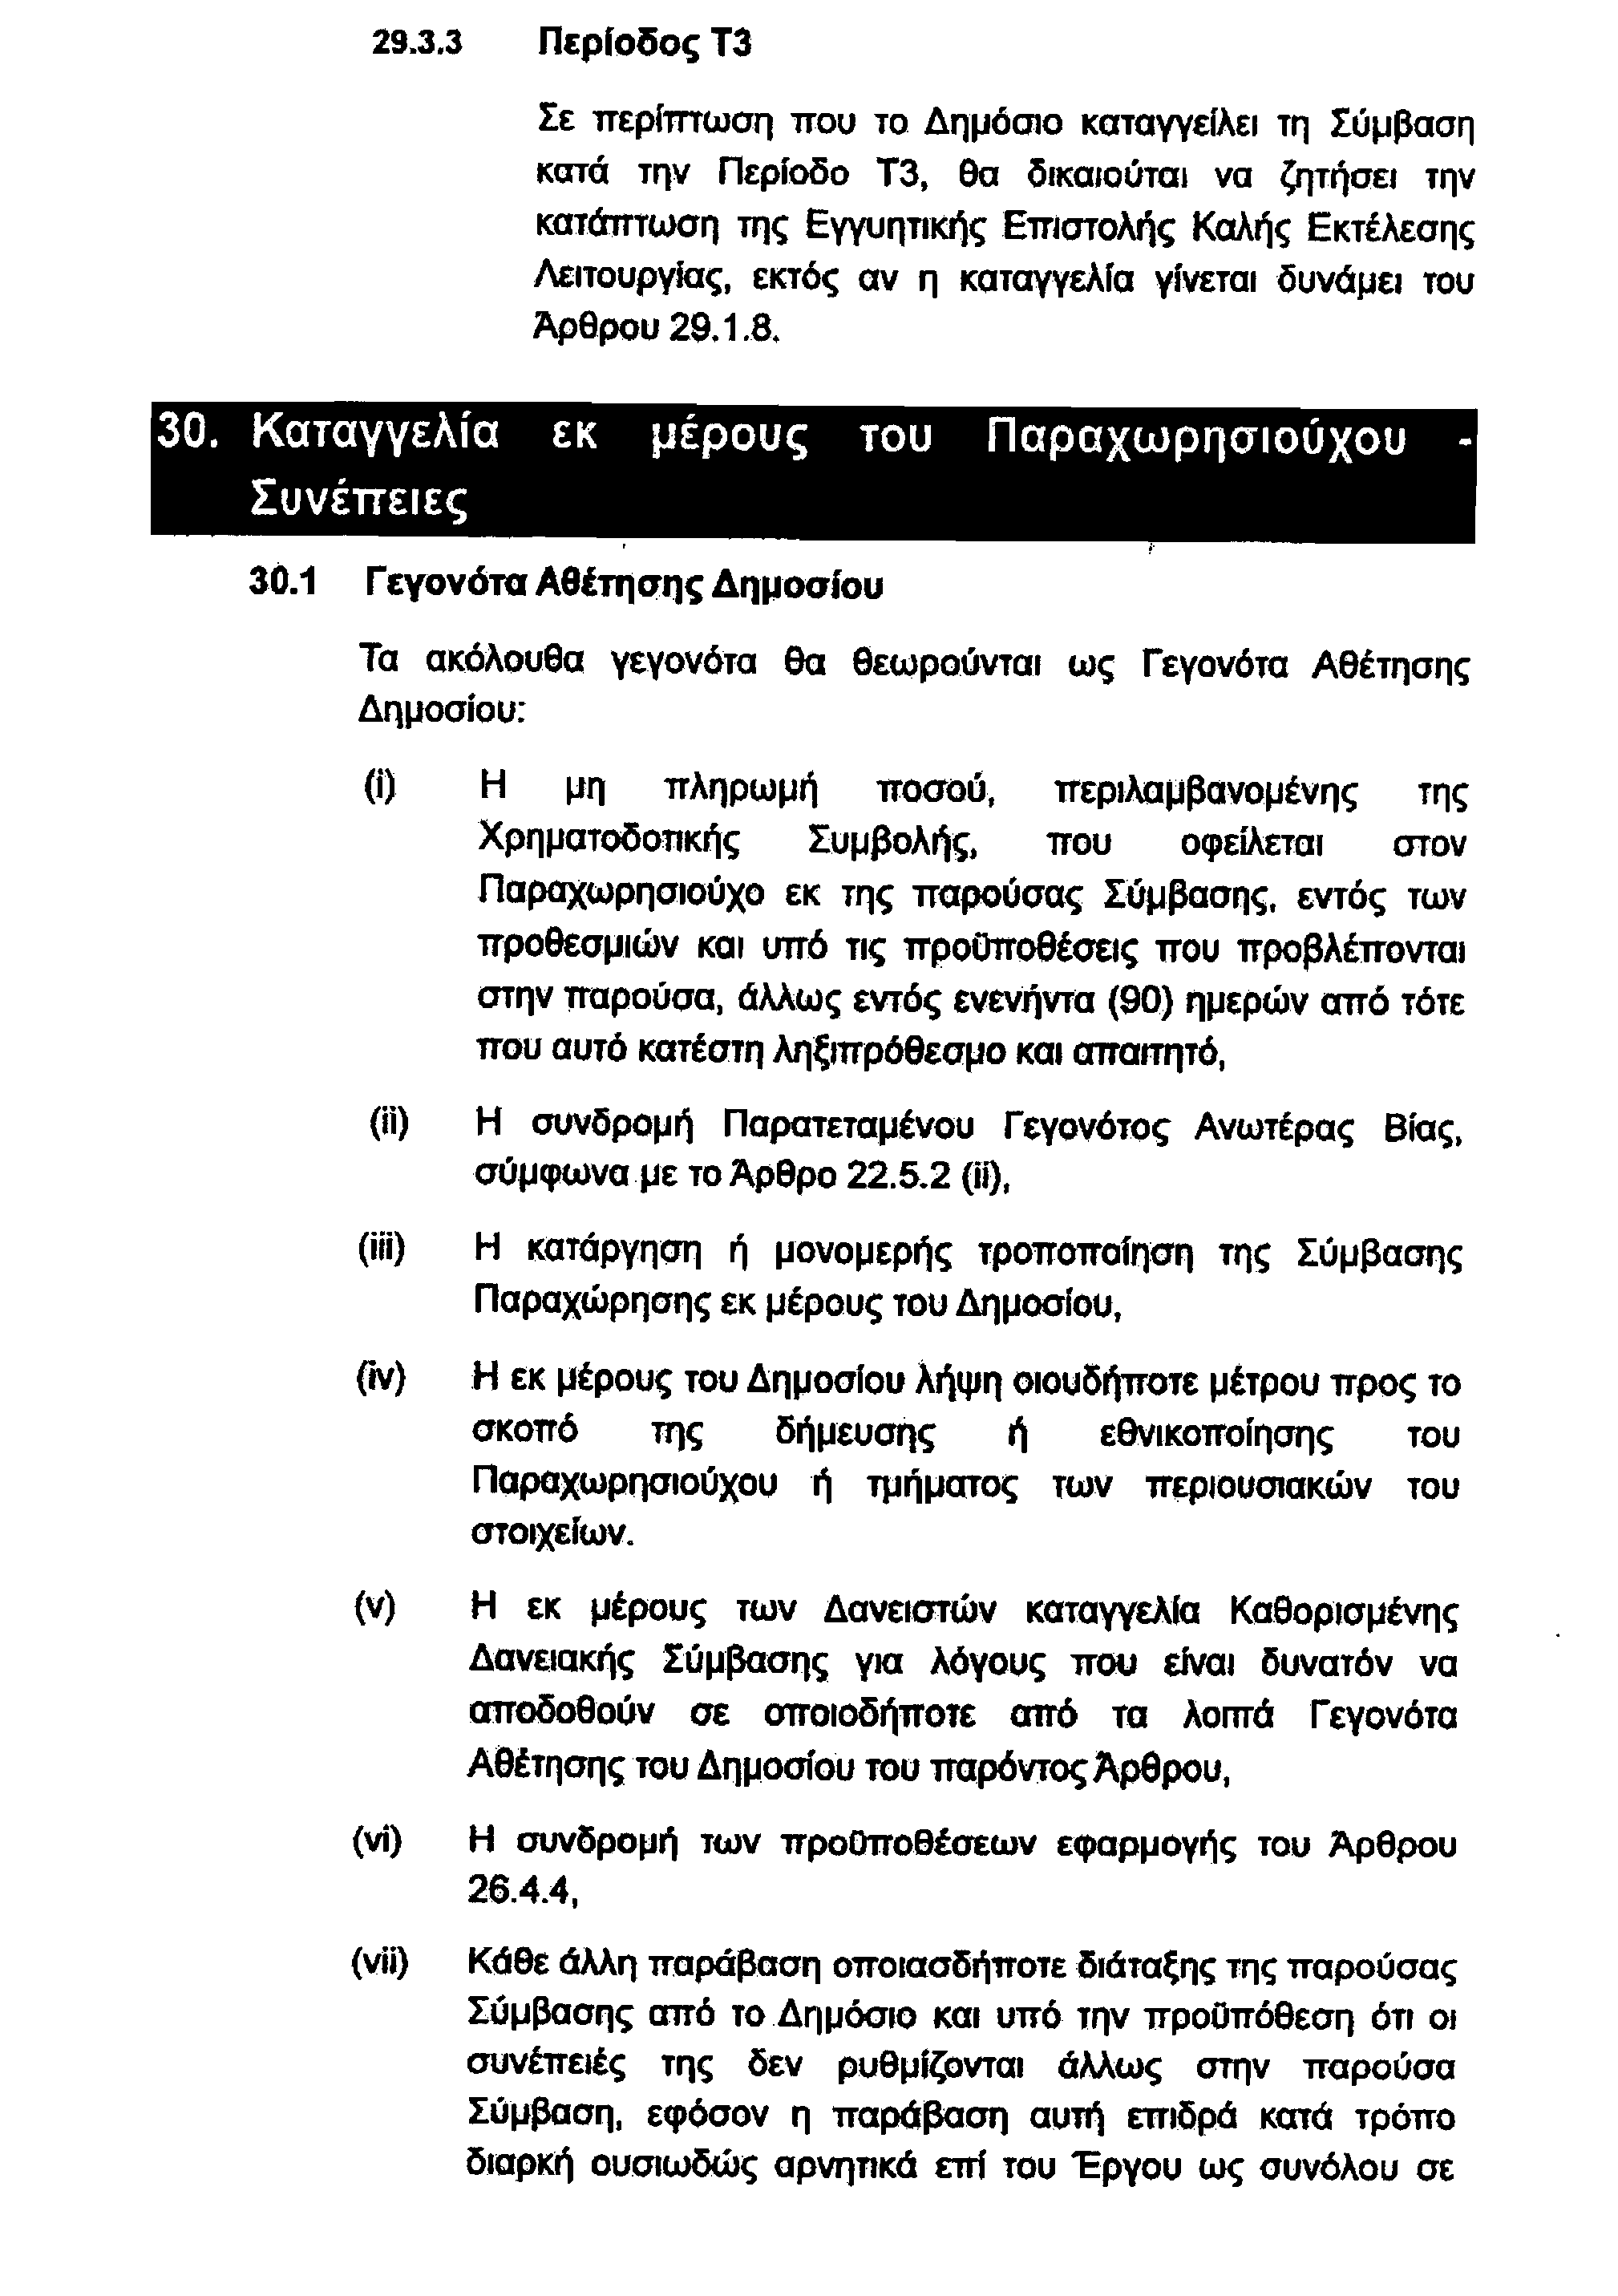 29.3.3 Περίοδος Τ3
Σε περίπτωση που το Δημόσιο καταγγείλει τη Σύμβαση
κατά την Περίοδο Τ3, θα δικαιούται να ζητήσει την
κατάπτωση της Εγγυητικής Επιστολής Καλής Εκτέλεσης
Λειτουργίας, εκτός αν η καταγγελία γίνεται δυνάμει του
Άρθρου 29.1.8.
30. Καταγγελία εκ μέρους του Παραχωρησιούχου -
Συνέπειες
30.1 Γεγονότα Αθέτησης Δημοσίου
Τα ακόλουθα γεγονότα θα θεωρούνται ως Γεγονότα Αθέτησης
Δημοσίου:
(i) Η μη πληρωμή ποσού, περιλαμβανομένης της
Χρηματοδοτικής Συμβολής, που οφείλεται στον
Παραχωρησιούχο εκ της παρούσας Σύμβασης, εντός των
προθεσμιών και υπό τις προϋποθέσεις που προβλέπονται
στην παρούσα, άλλως εντός ενενήντα (90) ημερών από τότε
που αυτό κατέστη ληξιπρόθεσμο και απαιτητό,
(ii) Η συνδρομή Παρατεταμένου Γεγονότος Ανωτέρας Βίας,
σύμφωνα με το Άρθρο 22.5.2 (ii),
(iii) Η κατάργηση ή μονομερής τροποποίηση της Σύμβασης
Παραχώρησης εκ μέρους του Δημοσίου,
(iv) Η εκ μέρους του Δημοσίου λήψη οιουδήποτε μέτρου προς το
σκοπό της δήμευσης ή εθνικοποίησης του
Παραχωρησιούχου ή τμήματος των περιουσιακών του
στοιχείων.
(v) Η εκ μέρους των Δανειστών καταγγελία Καθορισμένης
Δανειακής Σύμβασης για λόγους που είναι δυνατόν να
αποδοθούν σε οποιοδήποτε από τα λοιπά Γεγονότα
Αθέτησης του Δημοσίου του παρόντος Άρθρου,
(vi) Η συνδρομή των προϋποθέσεων εφαρμογής του Άρθρου
26.4.4,
(vii) Κάθε άλλη παράβαση οποιασδήποτε διάταξης της παρούσας
Σύμβασης από το Δημόσιο και υπό την προϋπόθεση ότι οι
συνέπειές της δεν ρυθμίζονται άλλως στην παρούσα
Σύμβαση, εφόσον η παράβαση αυτή επιδρά κατά τρόπο
διαρκή ουσιωδώς αρνητικά επί του Έργου ως συνόλου σε